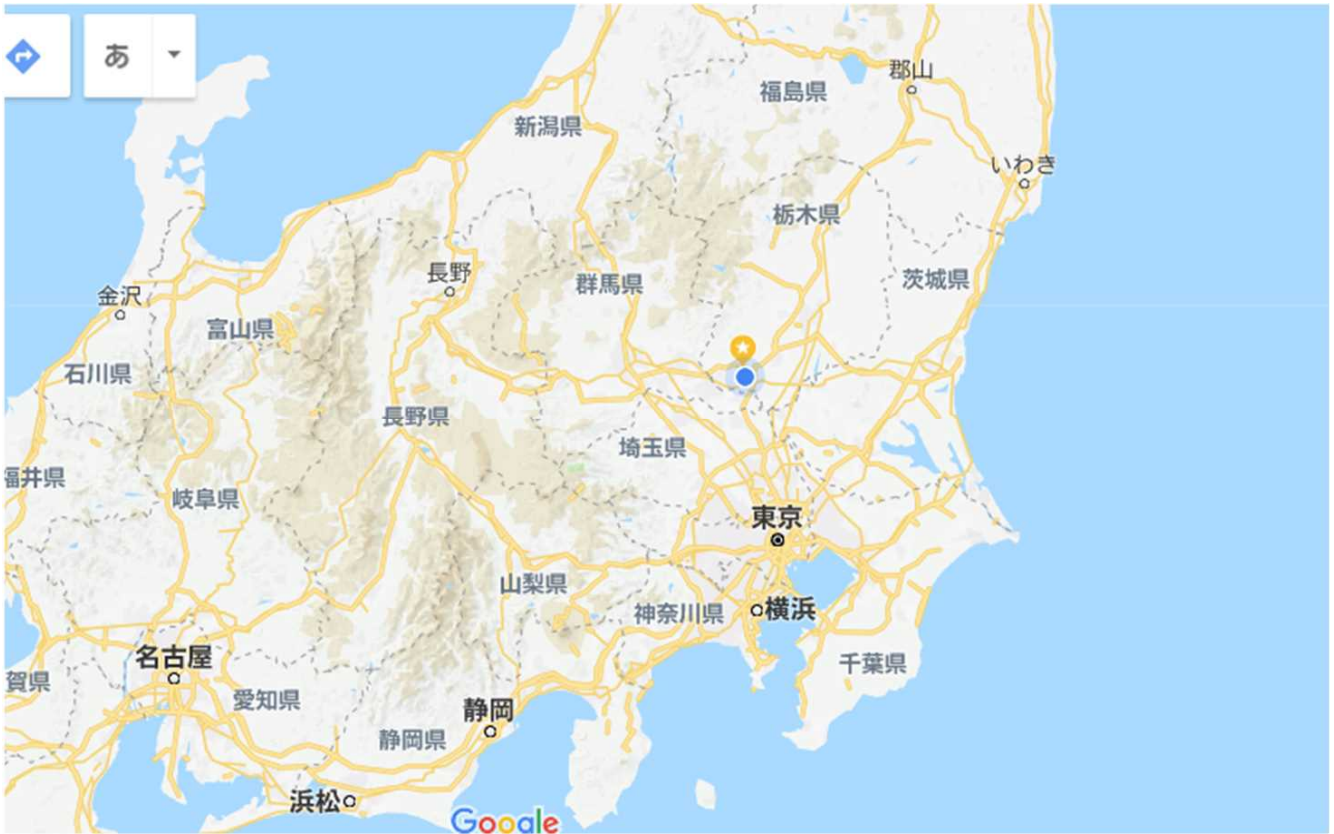 あ
郡山
福島県
新潟県
いわき
栃木県
長野
茨城県
群馬県
金沢
富山県
石川県
長野県
埼玉県
福井県
岐阜県
東京
山梨県
神奈川県
横浜
名古屋
千葉県
賀県
愛知県
静岡
静岡県
浜松
Google